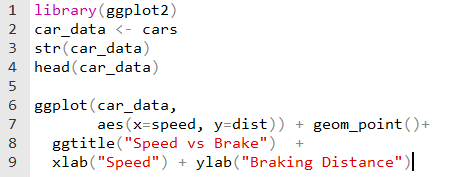 1 library(ggplot2)
2 car_data <- cars
3 str(car_data)
4 head(car_data)
5
6 ggplot(car_data,
7        aes(x=speed, y=dist)) + geom_point()+
8   ggtitle("Speed vs Brake")  +
9   xlab("Speed") + ylab("Braking Distance")